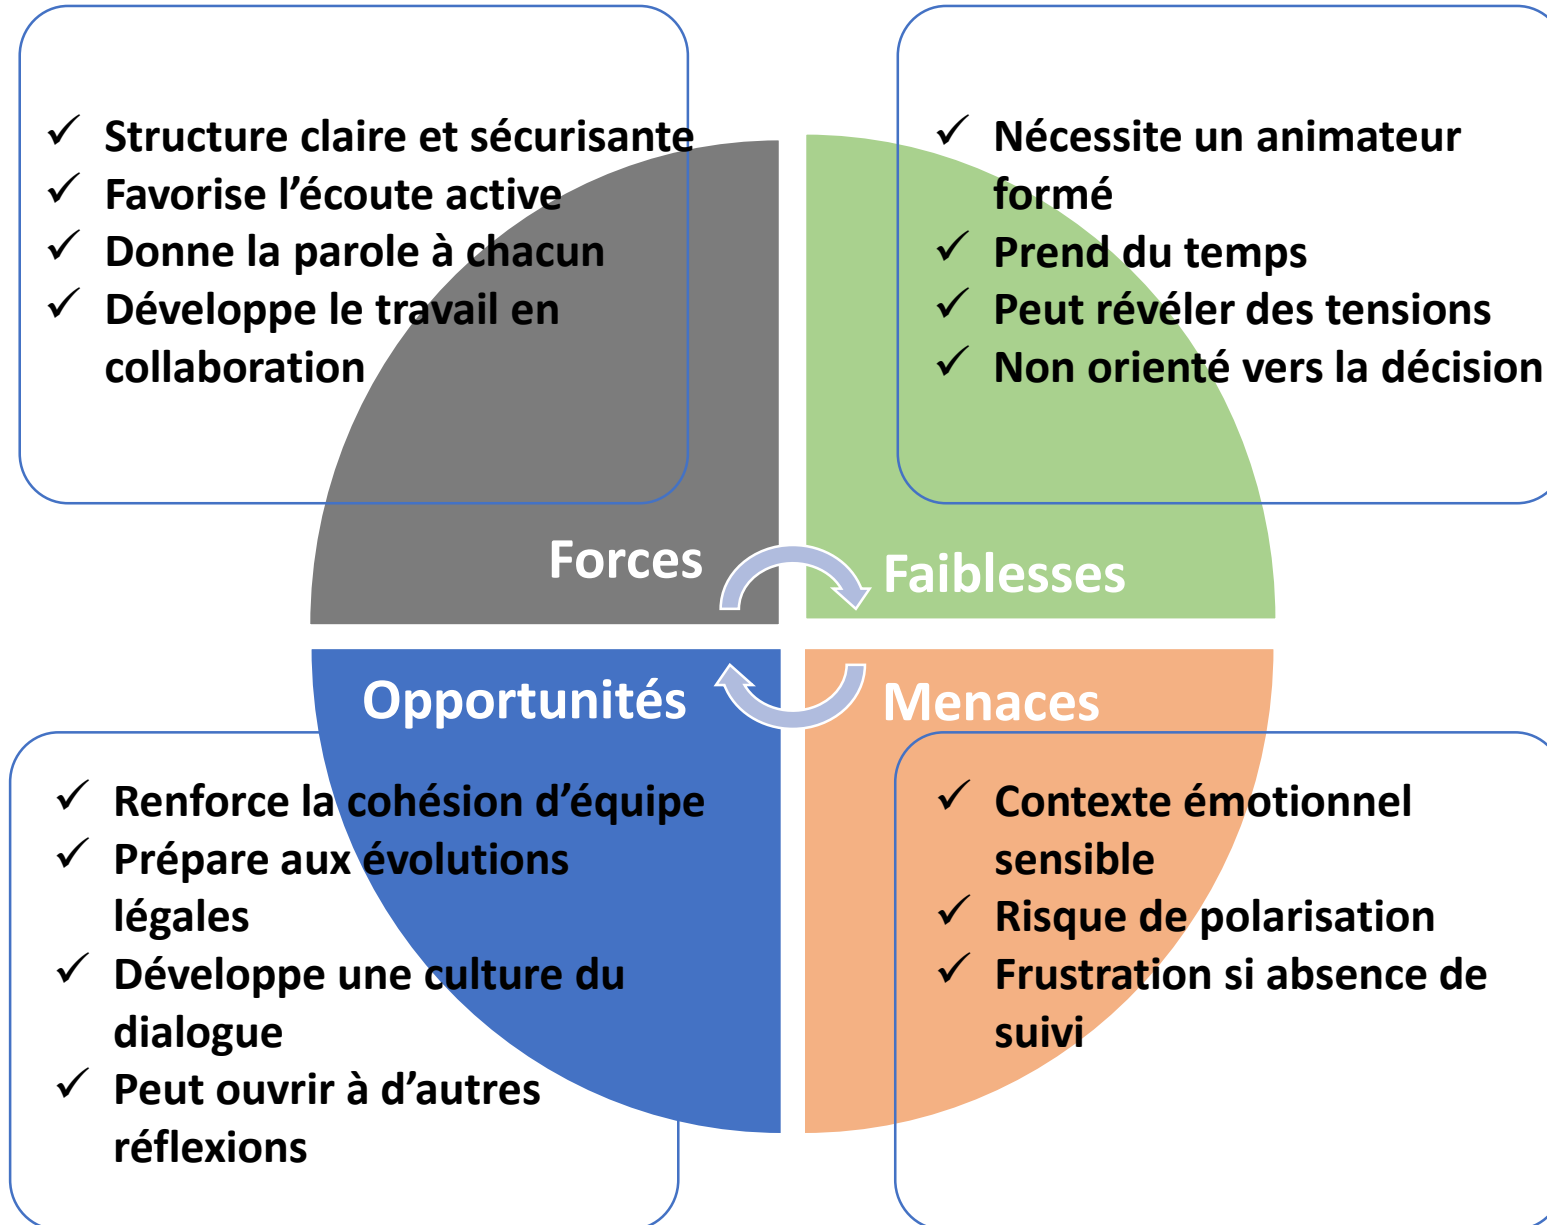 Structure claire et sécurisante
Favorise l’écoute active
Donne la parole à chacun
Développe le travail en
collaboration
Nécessite un animateur
formé
Prend du temps
Peut révéler des tensions
Non orienté vers la décision
Forces
Faiblesses
Opportunités
Menaces
Renforce la cohésion d’équipe
Prépare aux évolutions
légales
Développe une culture du
dialogue
Peut ouvrir à d’autres
réflexions
Contexte émotionnel
sensible
Risque de polarisation
Frustration si absence de
suivi